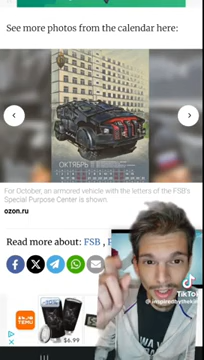 See more photos from the calendar here:
ОКТЯБРЬ
For October, an armored vehicle with the letters of the FSB's
Special Purpose Center is shown
ozon.ru
Read more about: FSB ,
TikTok
TEMU
$6.99